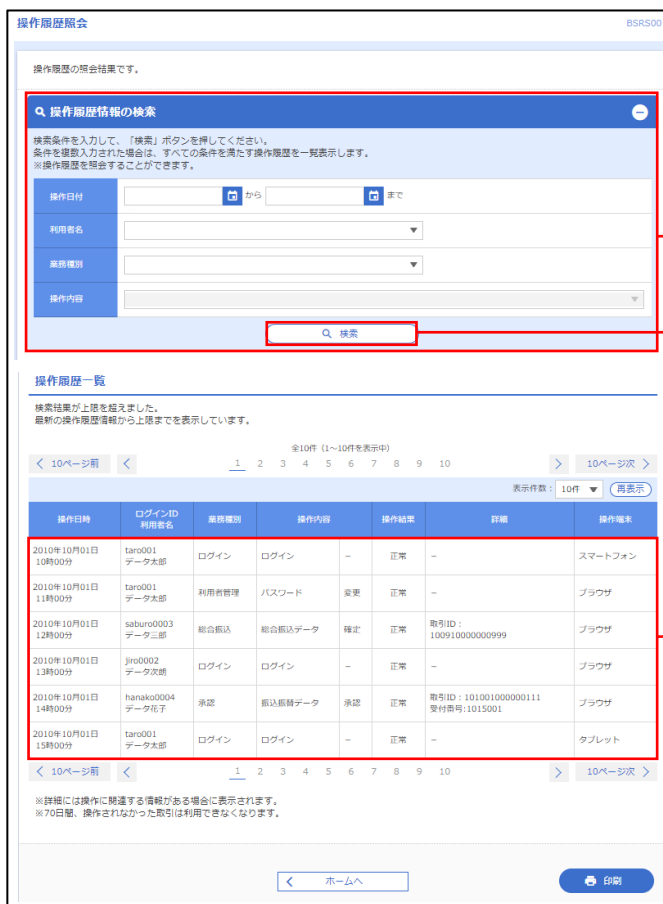 操作履歴照会
BSRS00
操作履歴の照会結果です。
操作履歴情報の検索
検索条件を入力して、「検索」ボタンを押してください。
条件を複数入力された場合は、すべての条件を満たす操作履歴を一覧表示します。
※操作履歴を照会することができます。
操作日付 から まで
利用者名
業務種別
操作内容
検索
操作履歴一覧
検索結果が上限を超えました。
最新の操作履歴情報から上限までを表示しています。
全10件 (1～10件を表示中)
10ページ前 1 2 3 4 5 6 7 8 9 10 10ページ次
表示件数： 10件 ▼ 再表示
操作日時 ログインID 利用者名 業務種別 操作内容 操作結果 詳細 操作端末
2010年10月01日 10時00分 taro001 データ太郎 ログイン ログイン － 正常 － スマートフォン
2010年10月01日 11時00分 taro001 データ太郎 利用者管理 パスワード 変更 正常 － ブラウザ
2010年10月01日 12時00分 saburo0003 データ三郎 総合振込 総合振込データ 確定 正常 取引ID： 100910000000999 ブラウザ
2010年10月01日 13時00分 jiro0002 データ次朗 ログイン ログイン － 正常 － ブラウザ
2010年10月01日 14時00分 hanako0004 データ花子 承認 振込振替データ 承認 正常 取引ID：101001000000111 受付番号:1015001 ブラウザ
2010年10月01日 15時00分 taro001 データ太郎 ログイン ログイン － 正常 － タブレット
10ページ前 1 2 3 4 5 6 7 8 9 10 10ページ次
※詳細には操作に関連する情報がある場合に表示されます。
※70日間、操作されなかった取引は利用できなくなります。
ホームへ
印刷